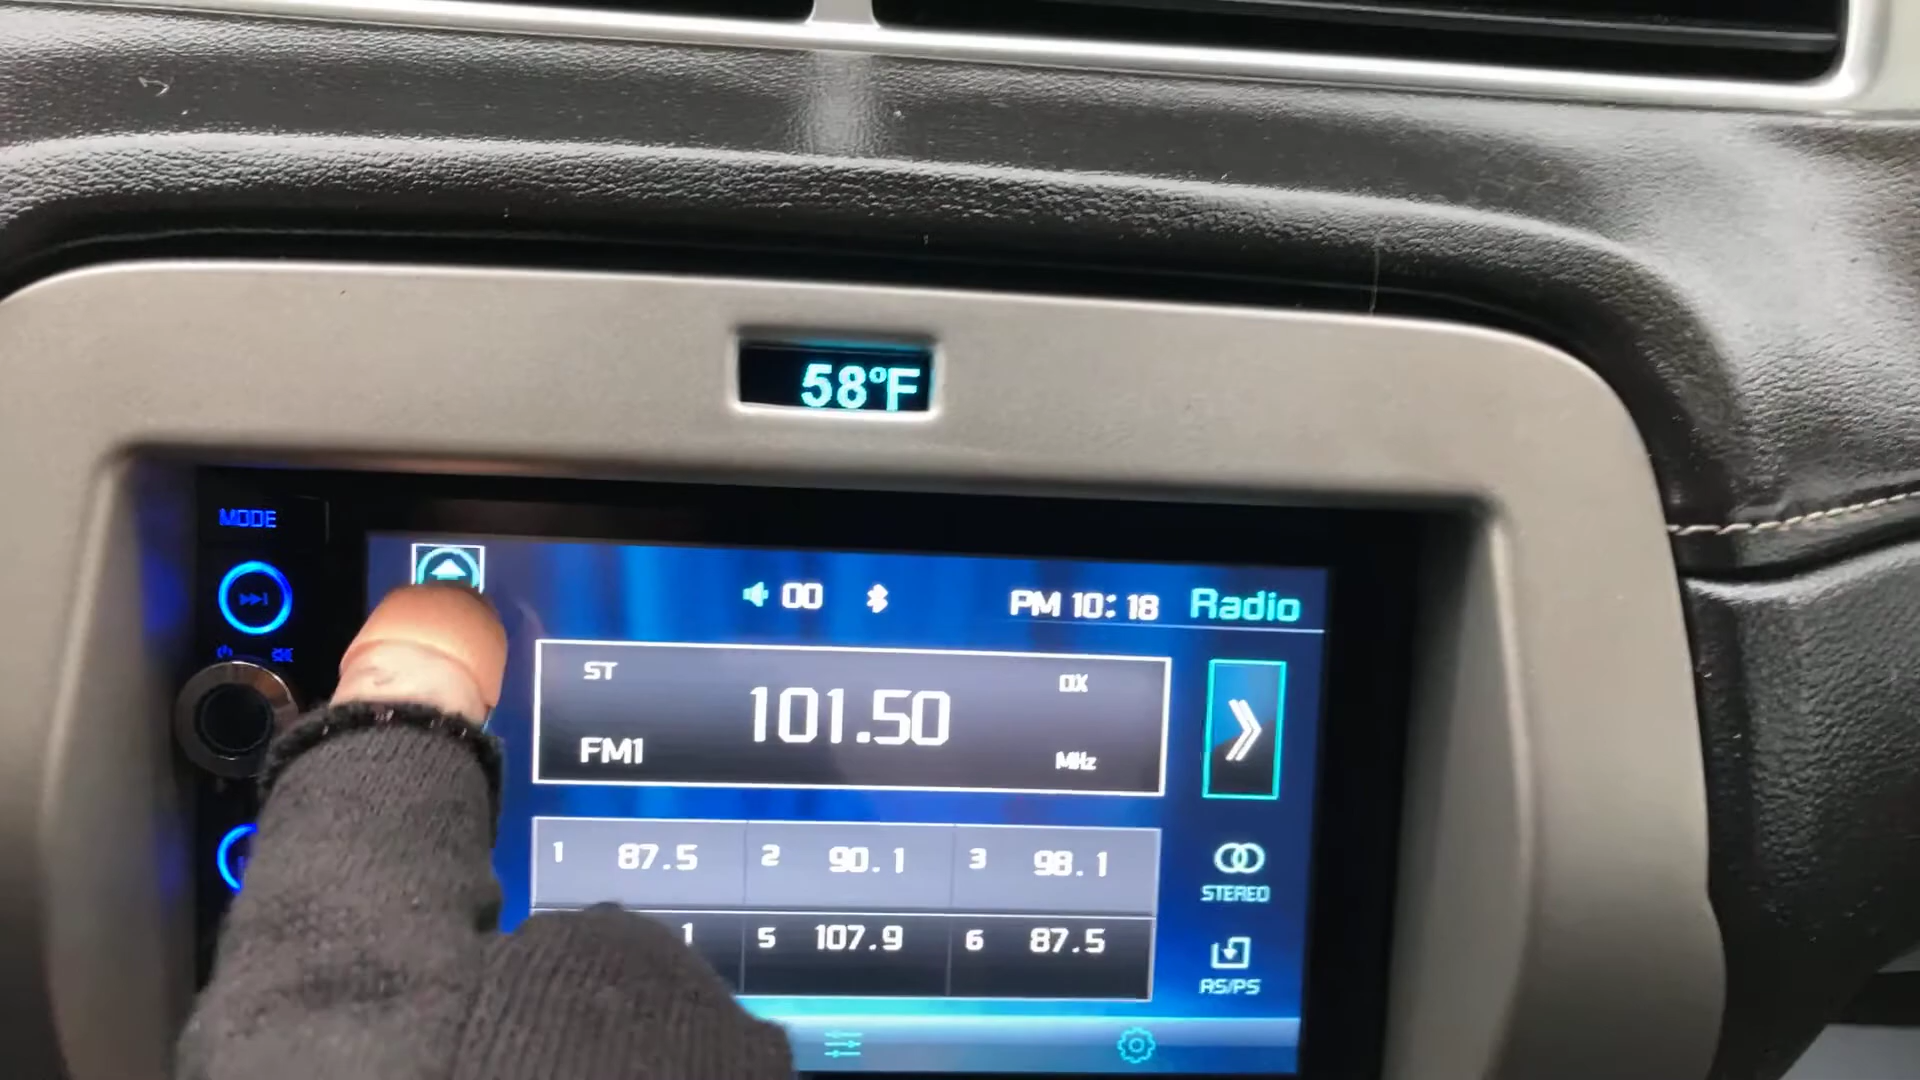 58°F
MODE
00 PM 10:18 Radio
ST 101.50 DX
FM1 MHz
1 87.5 2 90.1 3 98.1
STEREO
1 5 107.9 6 87.5
AS/PS